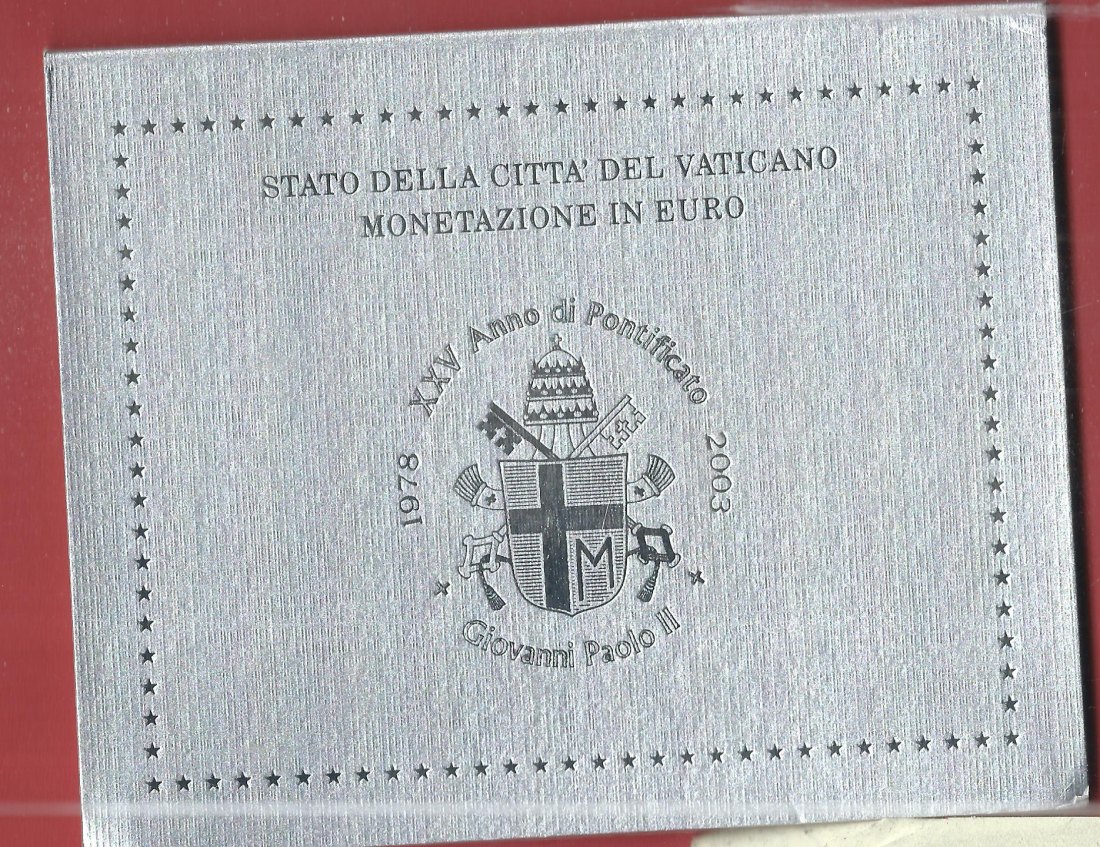 STATO DELLA CITTA' DEL VATICANO
MONETAZIONE IN EURO
XXV Anno di Pontificato
1978
2003
M
Giovanni Paolo II